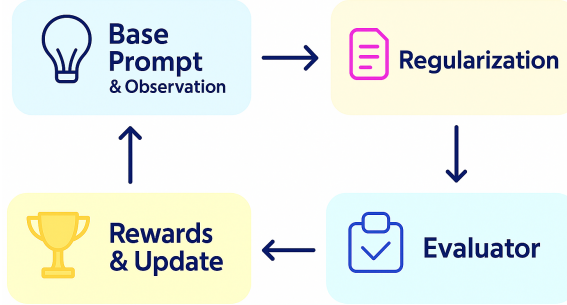 Base
Prompt
& Observation
Regularization
Rewards
& Update
Evaluator